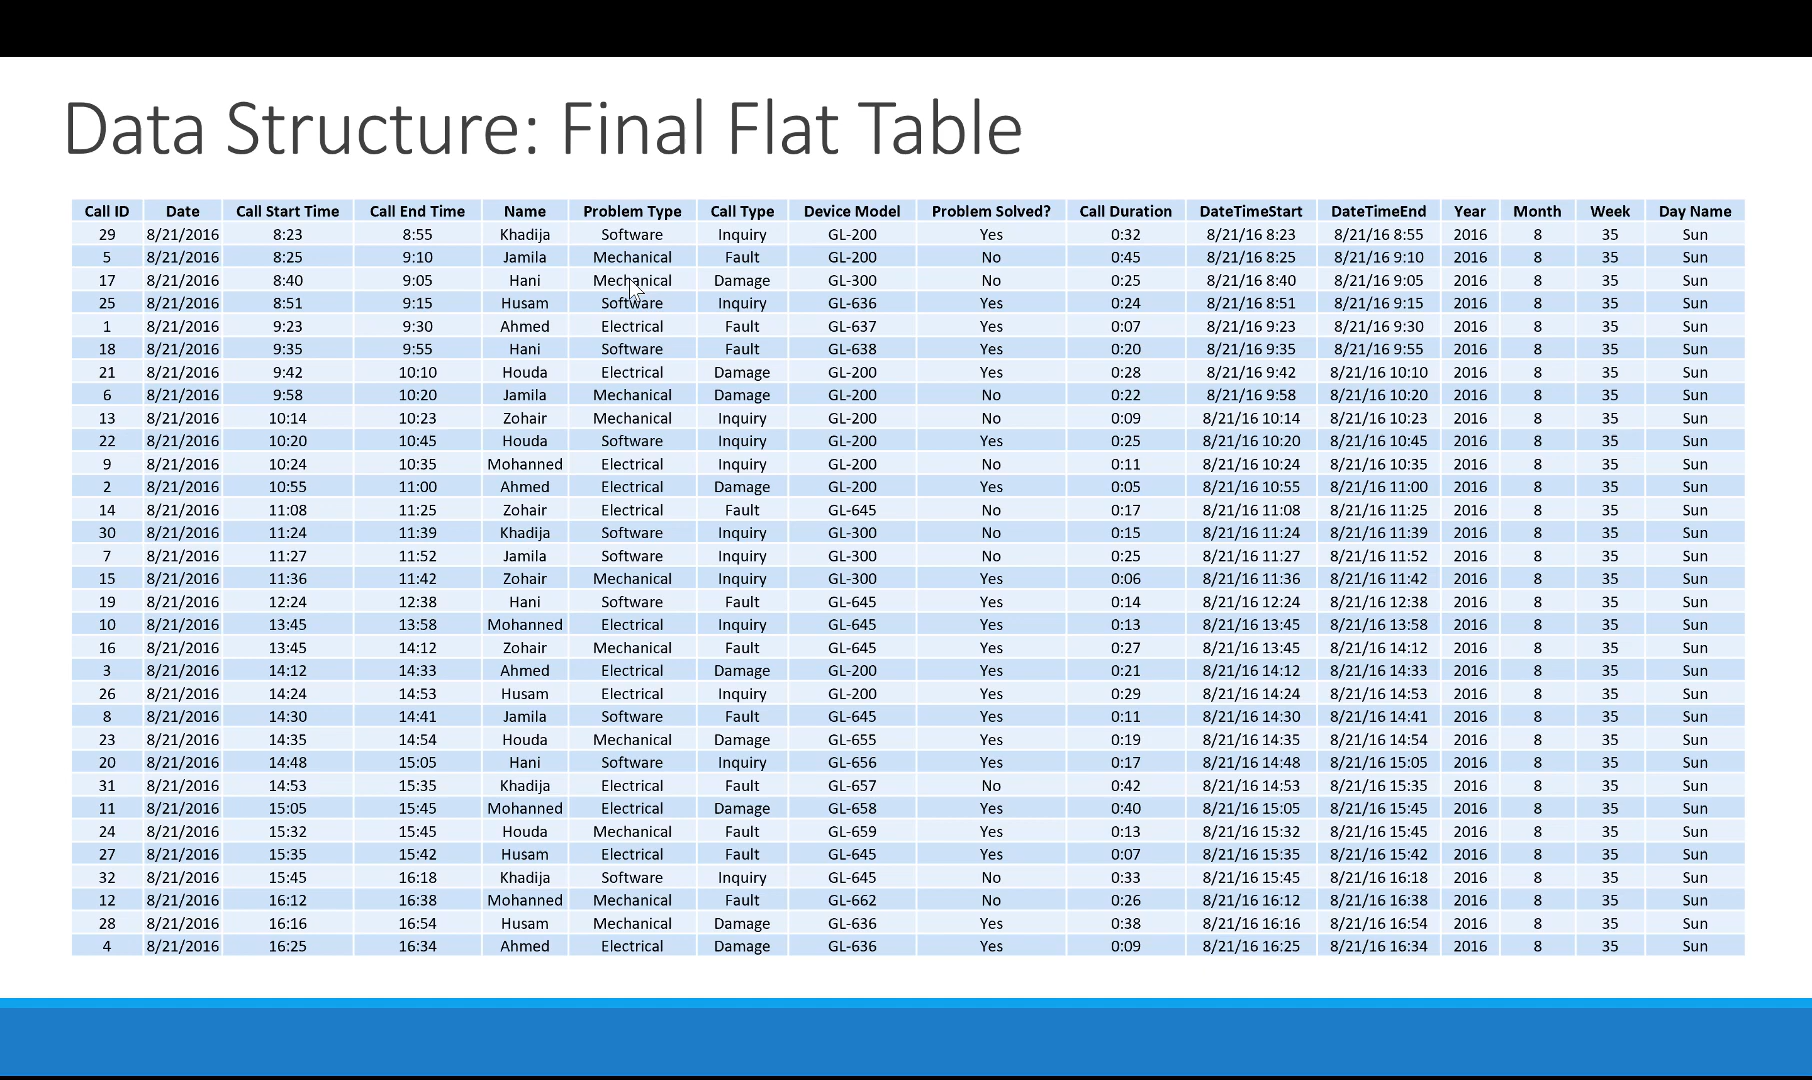 Data Structure: Final Flat Table
Call ID Date Call Start Time Call End Time Name Problem Type Call Type Device Model Problem Solved? Call Duration DateTimeStart DateTimeEnd Year Month Week Day Name
29 8/21/2016 8:23 8:55 Khadija Software Inquiry GL-200 Yes 0:32 8/21/16 8:23 8/21/16 8:55 2016 8 35 Sun
5 8/21/2016 8:25 9:10 Jamila Mechanical Fault GL-200 No 0:45 8/21/16 8:25 8/21/16 9:10 2016 8 35 Sun
17 8/21/2016 8:40 9:05 Hani Mechanical Damage GL-300 No 0:25 8/21/16 8:40 8/21/16 9:05 2016 8 35 Sun
25 8/21/2016 8:51 9:15 Husam Software Inquiry GL-636 Yes 0:24 8/21/16 8:51 8/21/16 9:15 2016 8 35 Sun
1 8/21/2016 9:23 9:30 Ahmed Electrical Fault GL-637 Yes 0:07 8/21/16 9:23 8/21/16 9:30 2016 8 35 Sun
18 8/21/2016 9:35 9:55 Hani Software Fault GL-638 Yes 0:20 8/21/16 9:35 8/21/16 9:55 2016 8 35 Sun
21 8/21/2016 9:42 10:10 Houda Electrical Damage GL-200 Yes 0:28 8/21/16 9:42 8/21/16 10:10 2016 8 35 Sun
6 8/21/2016 9:58 10:20 Jamila Mechanical Damage GL-200 No 0:22 8/21/16 9:58 8/21/16 10:20 2016 8 35 Sun
13 8/21/2016 10:14 10:23 Zohair Mechanical Inquiry GL-200 No 0:09 8/21/16 10:14 8/21/16 10:23 2016 8 35 Sun
22 8/21/2016 10:20 10:45 Houda Software Inquiry GL-200 Yes 0:25 8/21/16 10:20 8/21/16 10:45 2016 8 35 Sun
9 8/21/2016 10:24 10:35 Mohanned Electrical Inquiry GL-200 No 0:11 8/21/16 10:24 8/21/16 10:35 2016 8 35 Sun
2 8/21/2016 10:55 11:00 Ahmed Electrical Damage GL-200 Yes 0:05 8/21/16 10:55 8/21/16 11:00 2016 8 35 Sun
14 8/21/2016 11:08 11:25 Zohair Electrical Fault GL-645 No 0:17 8/21/16 11:08 8/21/16 11:25 2016 8 35 Sun
30 8/21/2016 11:24 11:39 Khadija Software Inquiry GL-300 No 0:15 8/21/16 11:24 8/21/16 11:39 2016 8 35 Sun
7 8/21/2016 11:27 11:52 Jamila Software Inquiry GL-300 No 0:25 8/21/16 11:27 8/21/16 11:52 2016 8 35 Sun
15 8/21/2016 11:36 11:42 Zohair Mechanical Inquiry GL-300 Yes 0:06 8/21/16 11:36 8/21/16 11:42 2016 8 35 Sun
19 8/21/2016 12:24 12:38 Hani Software Fault GL-645 Yes 0:14 8/21/16 12:24 8/21/16 12:38 2016 8 35 Sun
10 8/21/2016 13:45 13:58 Mohanned Electrical Inquiry GL-645 Yes 0:13 8/21/16 13:45 8/21/16 13:58 2016 8 35 Sun
16 8/21/2016 13:45 14:12 Zohair Mechanical Fault GL-645 Yes 0:27 8/21/16 13:45 8/21/16 14:12 2016 8 35 Sun
3 8/21/2016 14:12 14:33 Ahmed Electrical Damage GL-200 Yes 0:21 8/21/16 14:12 8/21/16 14:33 2016 8 35 Sun
26 8/21/2016 14:24 14:53 Husam Electrical Inquiry GL-200 Yes 0:29 8/21/16 14:24 8/21/16 14:53 2016 8 35 Sun
8 8/21/2016 14:30 14:41 Jamila Software Fault GL-645 Yes 0:11 8/21/16 14:30 8/21/16 14:41 2016 8 35 Sun
23 8/21/2016 14:35 14:54 Houda Mechanical Damage GL-655 Yes 0:19 8/21/16 14:35 8/21/16 14:54 2016 8 35 Sun
20 8/21/2016 14:48 15:05 Hani Software Inquiry GL-656 Yes 0:17 8/21/16 14:48 8/21/16 15:05 2016 8 35 Sun
31 8/21/2016 14:53 15:35 Khadija Electrical Fault GL-657 No 0:42 8/21/16 14:53 8/21/16 15:35 2016 8 35 Sun
11 8/21/2016 15:05 15:45 Mohanned Electrical Damage GL-658 Yes 0:40 8/21/16 15:05 8/21/16 15:45 2016 8 35 Sun
24 8/21/2016 15:32 15:45 Houda Mechanical Fault GL-659 Yes 0:13 8/21/16 15:32 8/21/16 15:45 2016 8 35 Sun
27 8/21/2016 15:35 15:42 Husam Electrical Fault GL-645 Yes 0:07 8/21/16 15:35 8/21/16 15:42 2016 8 35 Sun
32 8/21/2016 15:45 16:18 Khadija Software Inquiry GL-645 No 0:33 8/21/16 15:45 8/21/16 16:18 2016 8 35 Sun
12 8/21/2016 16:12 16:38 Mohanned Mechanical Fault GL-662 No 0:26 8/21/16 16:12 8/21/16 16:38 2016 8 35 Sun
28 8/21/2016 16:16 16:54 Husam Mechanical Damage GL-636 Yes 0:38 8/21/16 16:16 8/21/16 16:54 2016 8 35 Sun
4 8/21/2016 16:25 16:34 Ahmed Electrical Damage GL-636 Yes 0:09 8/21/16 16:25 8/21/16 16:34 2016 8 35 Sun